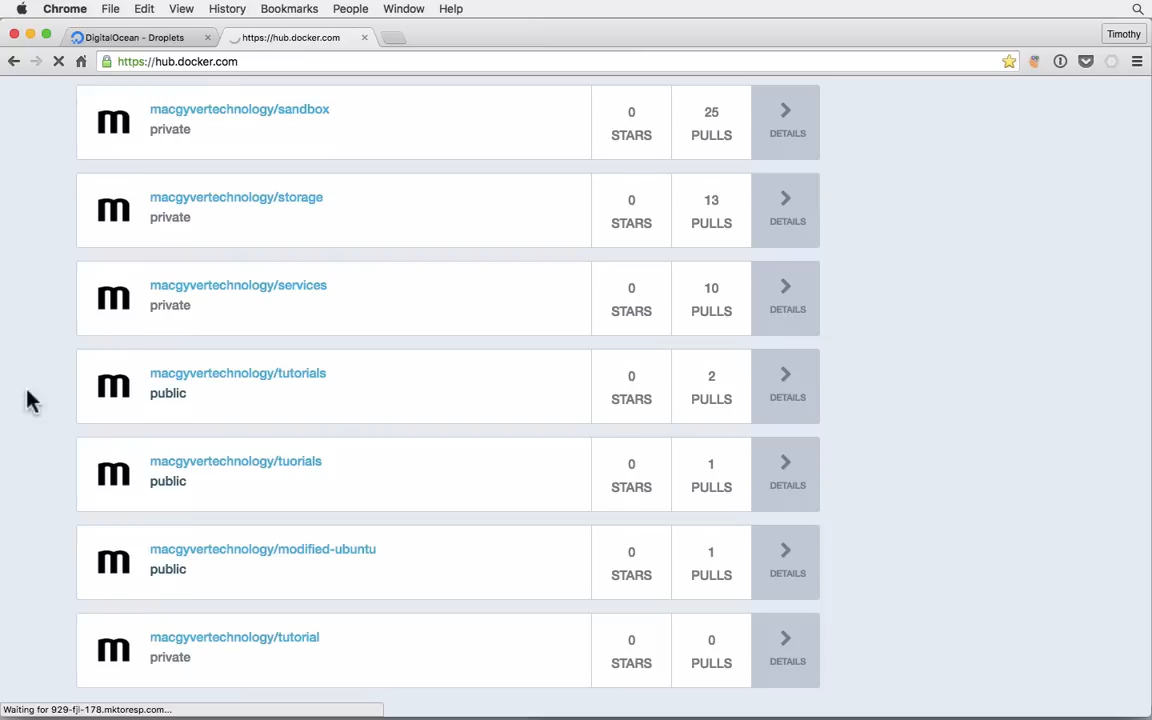 Chrome File Edit View History Bookmarks People Window Help
DigitalOcean - Droplets https://hub.docker.com Timothy
https://hub.docker.com
m macgyvertechnology/sandbox 0 25
private STARS PULLS DETAILS
m macgyvertechnology/storage 0 13
private STARS PULLS DETAILS
m macgyvertechnology/services 0 10
private STARS PULLS DETAILS
m macgyvertechnology/tutorials 0 2
public STARS PULLS DETAILS
m macgyvertechnology/tuorials 0 1
public STARS PULLS DETAILS
m macgyvertechnology/modified-ubuntu 0 1
public STARS PULLS DETAILS
m macgyvertechnology/tutorial 0 0
private STARS PULLS DETAILS
Waiting for 929-fjl-178.mktoresp.com...